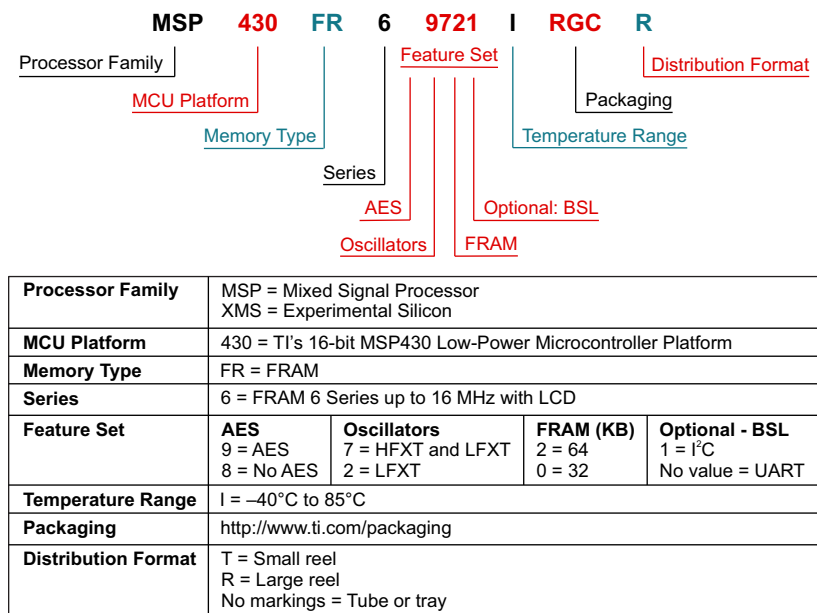 MSP 430 FR 6 9721 I RGC R
Processor Family
Feature Set
Distribution Format
MCU Platform
Packaging
Memory Type
Temperature Range
Series
AES
Optional: BSL
Oscillators
FRAM
Processor Family
MSP = Mixed Signal Processor
XMS = Experimental Silicon
MCU Platform
430 = TI's 16-bit MSP430 Low-Power Microcontroller Platform
Memory Type
FR = FRAM
Series
6 = FRAM 6 Series up to 16 MHz with LCD
Feature Set
AES
9 = AES
8 = No AES
Oscillators
7 = HFXT and LFXT
2 = LFXT
FRAM (KB)
2 = 64
0 = 32
Optional - BSL
1 = I²C
No value = UART
Temperature Range
I = –40°C to 85°C
Packaging
http://www.ti.com/packaging
Distribution Format
T = Small reel
R = Large reel
No markings = Tube or tray